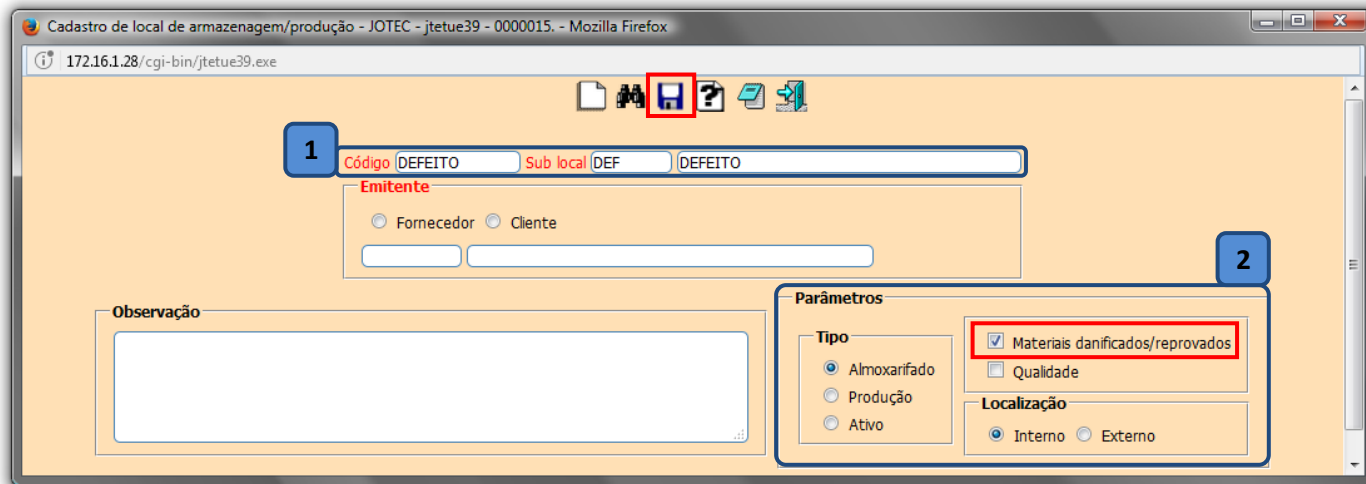 Cadastro de local de armazenagem/produção - JOTEC - jtetue39 - 0000015. - Mozilla Firefox
172.16.1.28/cgi-bin/jtetue39.exe
1
Código DEFEITO Sub local DEF DEFEITO
Emitente
Fornecedor Cliente
2
Observação
Parâmetros
Tipo
Almoxarifado
Produção
Ativo
Materiais danificados/reprovados
Qualidade
Localização
Interno Externo